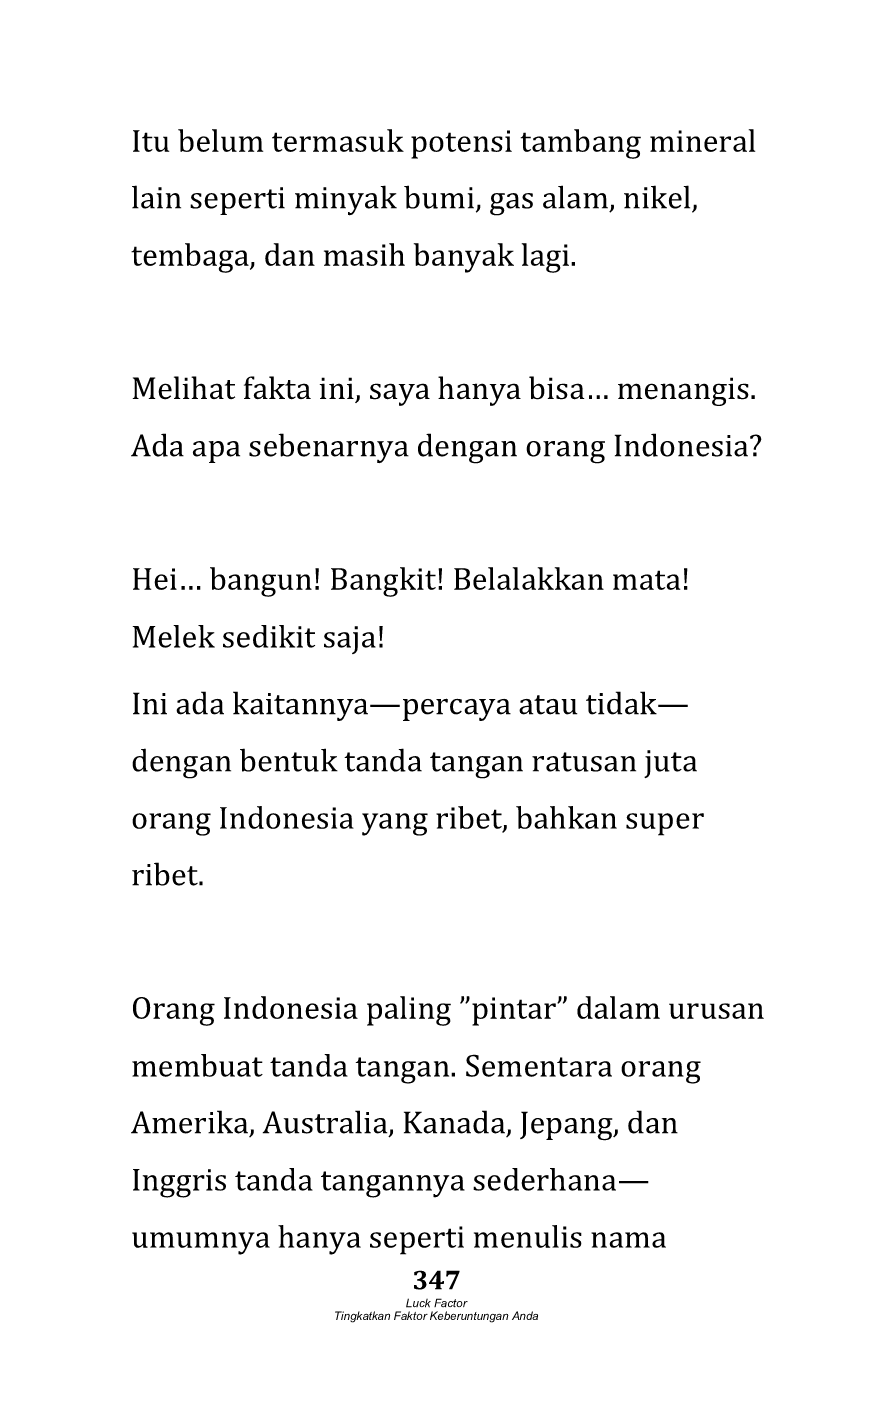 Itu belum termasuk potensi tambang mineral
lain seperti minyak bumi, gas alam, nikel,
tembaga, dan masih banyak lagi.
Melihat fakta ini, saya hanya bisa… menangis.
Ada apa sebenarnya dengan orang Indonesia?
Hei… bangun! Bangkit! Belalakkan mata!
Melek sedikit saja!
Ini ada kaitannya—percaya atau tidak—
dengan bentuk tanda tangan ratusan juta
orang Indonesia yang ribet, bahkan super
ribet.
Orang Indonesia paling ”pintar” dalam urusan
membuat tanda tangan. Sementara orang
Amerika, Australia, Kanada, Jepang, dan
Inggris tanda tangannya sederhana—
umumnya hanya seperti menulis nama
347
Luck Factor
Tingkatkan Faktor Keberuntungan Anda